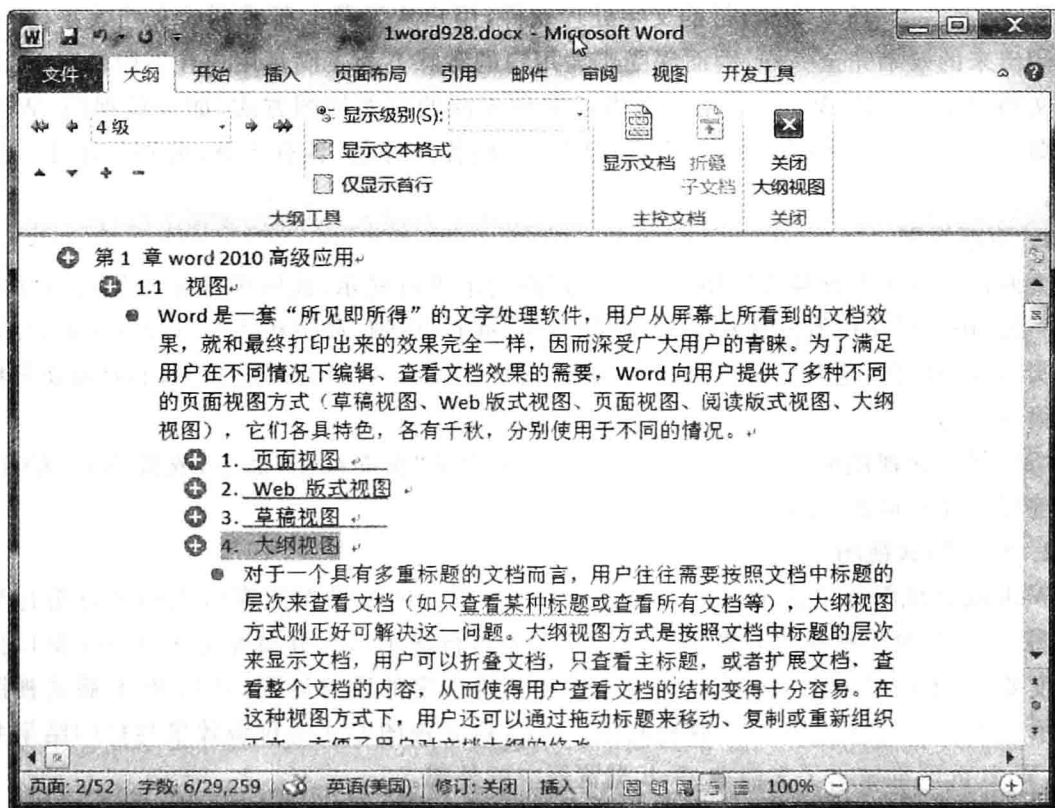 1word928.docx - Microsoft Word
文件 大纲 开始 插入 页面布局 引用 邮件 审阅 视图 开发工具
4 级
显示级别(S):
显示文本格式
仅显示首行
显示文档 折叠子文档 关闭大纲视图
大纲工具 主控文档 关闭
第 1 章 word 2010 高级应用
1.1 视图
Word 是一套“所见即所得”的文字处理软件，用户从屏幕上所看到的文档效
果，就和最终打印出来的效果完全一样，因而深受广大用户的青睐。为了满足
用户在不同情况下编辑、查看文档效果的需要，Word 向用户提供了多种不同
的页面视图方式（草稿视图、Web 版式视图、页面视图、阅读版式视图、大纲
视图），它们各具特色，各有千秋，分别使用于不同的情况。
1. 页面视图
2. Web 版式视图
3. 草稿视图
4. 大纲视图
对于一个具有多重标题的文档而言，用户往往需要按照文档中标题的
层次来查看文档（如只查看某种标题或查看所有文档等），大纲视图
方式则正好可解决这一问题。大纲视图方式是按照文档中标题的层次
来显示文档，用户可以折叠文档，只查看主标题，或者扩展文档，查
看整个文档的内容，从而使得用户查看文档的结构变得十分容易。在
这种视图方式下，用户还可以通过拖动标题来移动、复制或重新组织
页面: 2/52 字数: 6/29,259 英语(美国) 修订: 关闭 插入 100%